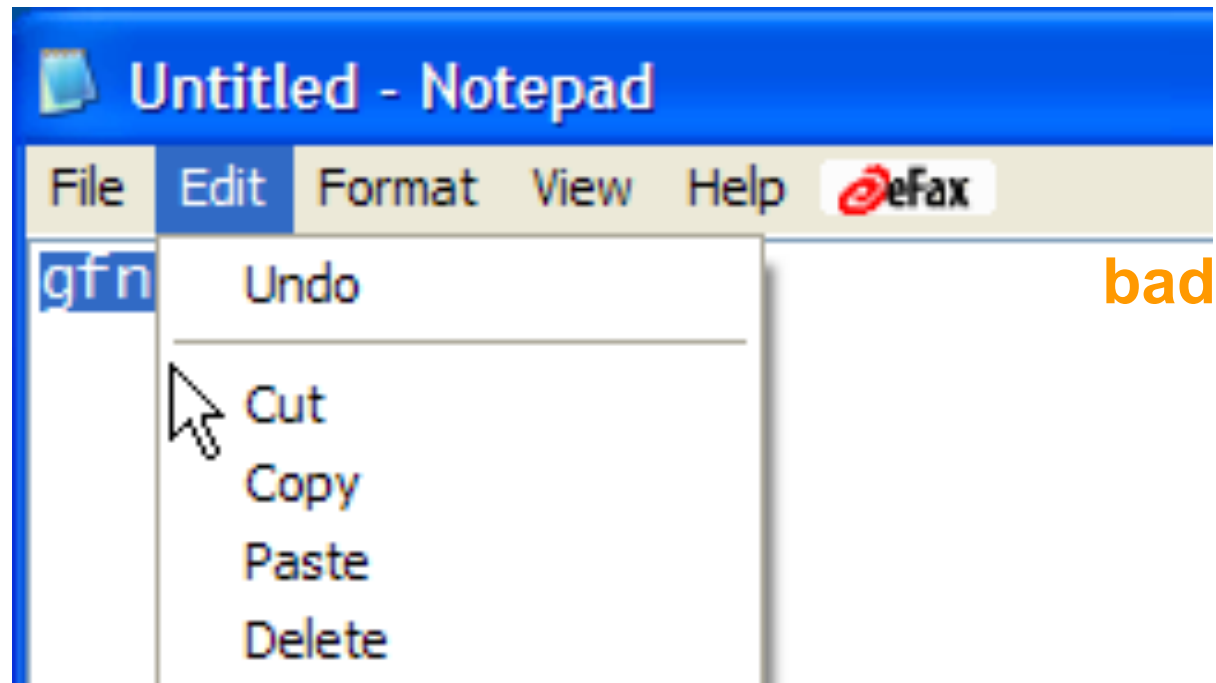 Untitled - Notepad
File Edit Format View Help eFax
gfn
Undo
bad
Cut
Copy
Paste
Delete